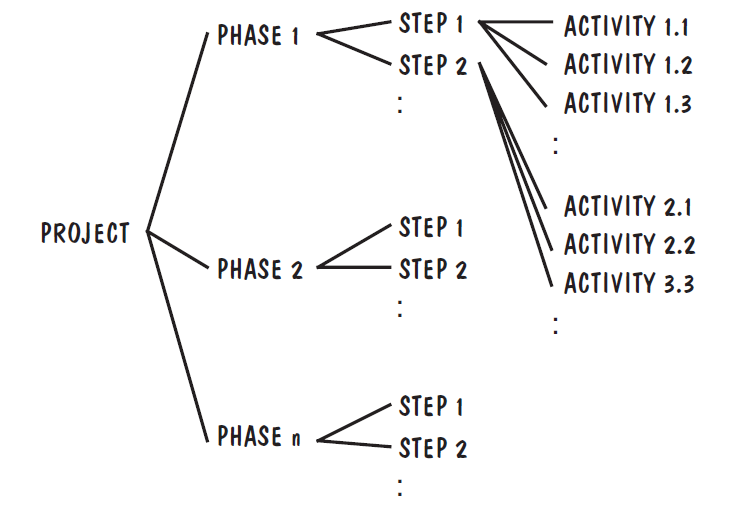 PHASE 1
STEP 1
ACTIVITY 1.1
STEP 2
ACTIVITY 1.2
:
ACTIVITY 1.3
:
PROJECT
PHASE 2
STEP 1
STEP 2
:
ACTIVITY 2.1
ACTIVITY 2.2
ACTIVITY 3.3
:
PHASE n
STEP 1
STEP 2
: